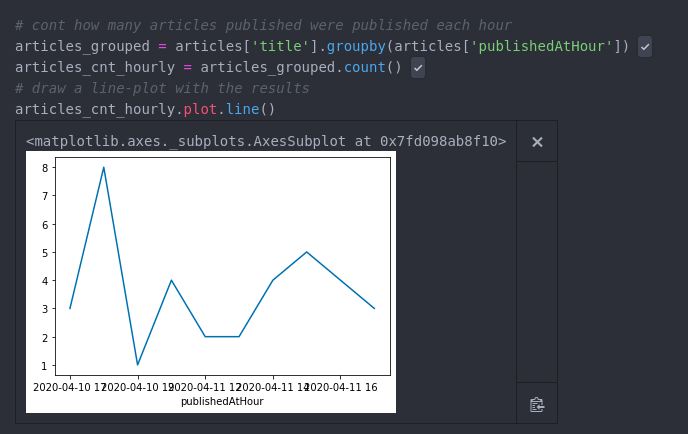 # cont how many articles published were published each hour
articles_grouped = articles['title'].groupby(articles['publishedAtHour'])
articles_cnt_hourly = articles_grouped.count()
# draw a line-plot with the results
articles_cnt_hourly.plot.line()
<matplotlib.axes._subplots.AxesSubplot at 0x7fd098ab8f10>
8
7
6
5
4
3
2
1
2020-04-10 17 2020-04-10 19 2020-04-11 12 2020-04-11 14 2020-04-11 16
publishedAtHour